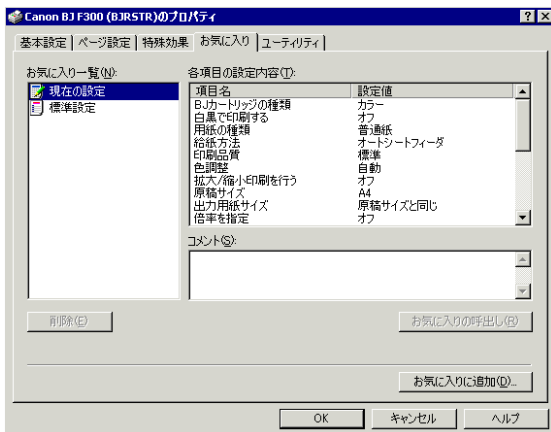 Canon BJ F300 (BJRSTR)のプロパティ
基本設定 ページ設定 特殊効果 お気に入り ユーティリティ
お気に入り一覧(N):
現在の設定
標準設定
各項目の設定内容(T):
項目名 設定値
BJカートリッジの種類 カラー
白黒で印刷する オフ
用紙の種類 普通紙
給紙方法 オートシートフィーダ
印刷品質 標準
色調整 自動
拡大/縮小印刷を行う オフ
原稿サイズ A4
出力用紙サイズ 原稿サイズと同じ
倍率を指定 オフ
コメント(S):
削除(E) お気に入りの呼出し(R)
お気に入りに追加(D)...
OK キャンセル ヘルプ